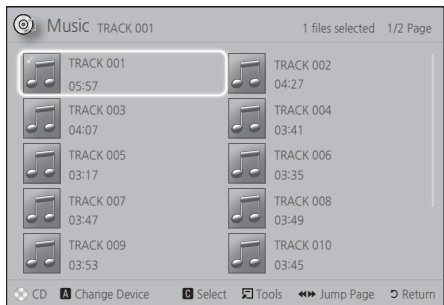 Music TRACK 001 1 files selected 1/2 Page
TRACK 001
05:57
TRACK 002
04:27
TRACK 003
04:07
TRACK 004
03:41
TRACK 005
03:17
TRACK 006
03:35
TRACK 007
03:47
TRACK 008
03:49
TRACK 009
03:53
TRACK 010
03:45
CD A Change Device C Select Tools Jump Page Return